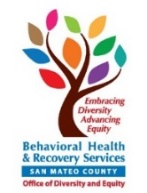 Embracing
Diversity
Advancing
Equity
Behavioral Health
& Recovery Services
SAN MATEO COUNTY
Office of Diversity and Equity